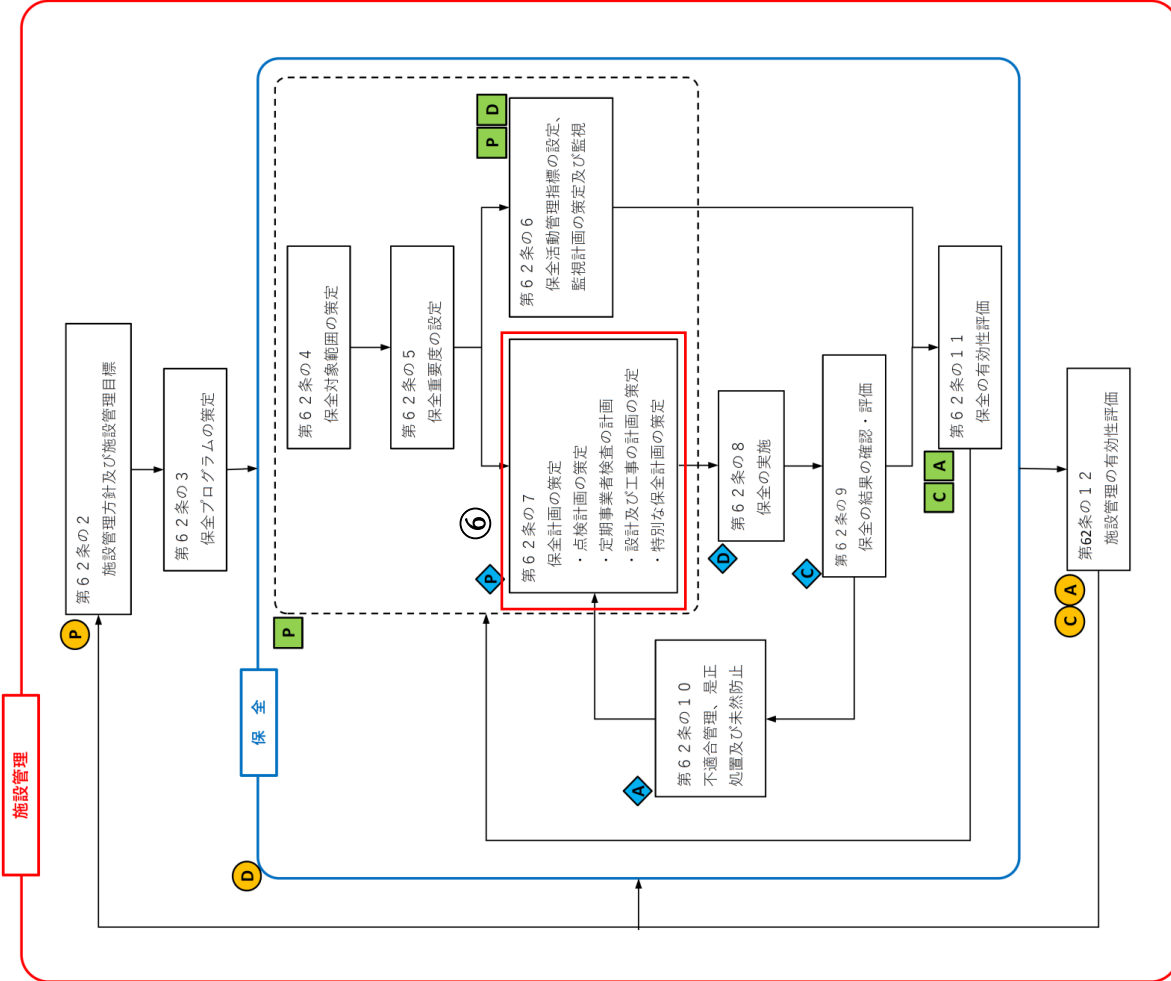 施設管理
P
第６２条の２
施設管理方針及び施設管理目標
第６２条の３
保全プログラムの策定
D
保 全
P
第６２条の４
保全対象範囲の策定
第６２条の５
保全重要度の設定
P D
第６２条の６
保全活動管理指標の設定、
監視計画の策定及び監視
⑥
P
第６２条の７
保全計画の策定
・点検計画の策定
・定期事業者検査の計画
・設計及び工事の計画の策定
・特別な保全計画の策定
D
第６２条の８
保全の実施
C
第６２条の９
保全の結果の確認・評価
A
第６２条の１０
不適合管理、是正
処置及び未然防止
C A
第６２条の１１
保全の有効性評価
C A
第62条の１２
施設管理の有効性評価